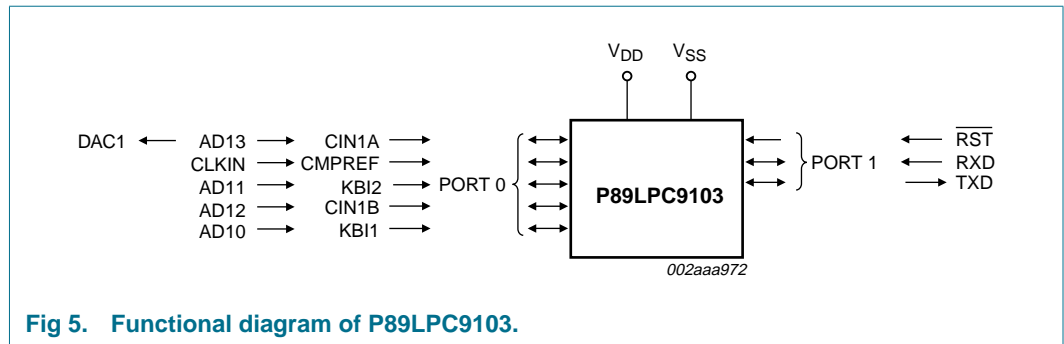 VDD VSS
DAC1 AD13 CIN1A RST
CLKIN CMPREF PORT 1 RXD
AD11 KBI2 PORT 0 P89LPC9103 TXD
AD12 CIN1B
AD10 KBI1
002aaa972
Fig 5. Functional diagram of P89LPC9103.